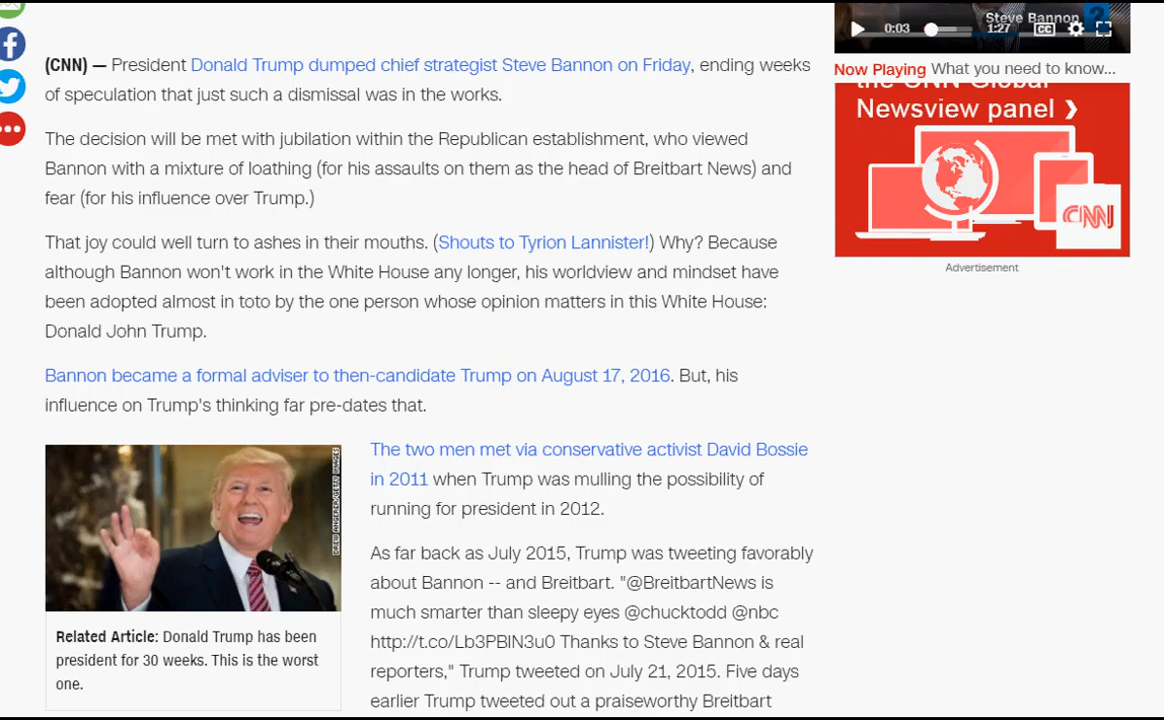 Steve Bannon
0:03
1:27
CC
Now Playing What you need to know...
the CNN Global
Newsview panel ❯
CNN
Advertisement
(CNN) — President Donald Trump dumped chief strategist Steve Bannon on Friday, ending weeks
of speculation that just such a dismissal was in the works.
The decision will be met with jubilation within the Republican establishment, who viewed
Bannon with a mixture of loathing (for his assaults on them as the head of Breitbart News) and
fear (for his influence over Trump.)
That joy could well turn to ashes in their mouths. (Shouts to Tyrion Lannister!) Why? Because
although Bannon won't work in the White House any longer, his worldview and mindset have
been adopted almost in toto by the one person whose opinion matters in this White House:
Donald John Trump.
Bannon became a formal adviser to then-candidate Trump on August 17, 2016. But, his
influence on Trump's thinking far pre-dates that.
DREW ANGERER/GETTY IMAGES
Related Article: Donald Trump has been
president for 30 weeks. This is the worst
one.
The two men met via conservative activist David Bossie
in 2011 when Trump was mulling the possibility of
running for president in 2012.
As far back as July 2015, Trump was tweeting favorably
about Bannon -- and Breitbart. "@BreitbartNews is
much smarter than sleepy eyes @chucktodd @nbc
http://t.co/Lb3PBlN3u0 Thanks to Steve Bannon & real
reporters," Trump tweeted on July 21, 2015. Five days
earlier Trump tweeted out a praiseworthy Breitbart